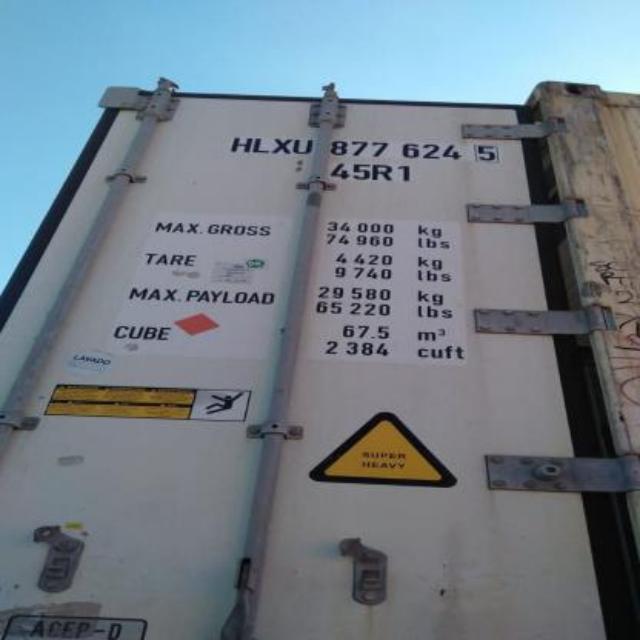 HLXU 877 624 5
45R1
MAX. GROSS 34 000 kg
74 960 lbs
TARE 4 420 kg
9 740 lbs
MAX. PAYLOAD 29 580 kg
65 220 lbs
CUBE 67.5 m³
2 384 cuft
LAVADO
SUPER
HEAVY
ACEP-D